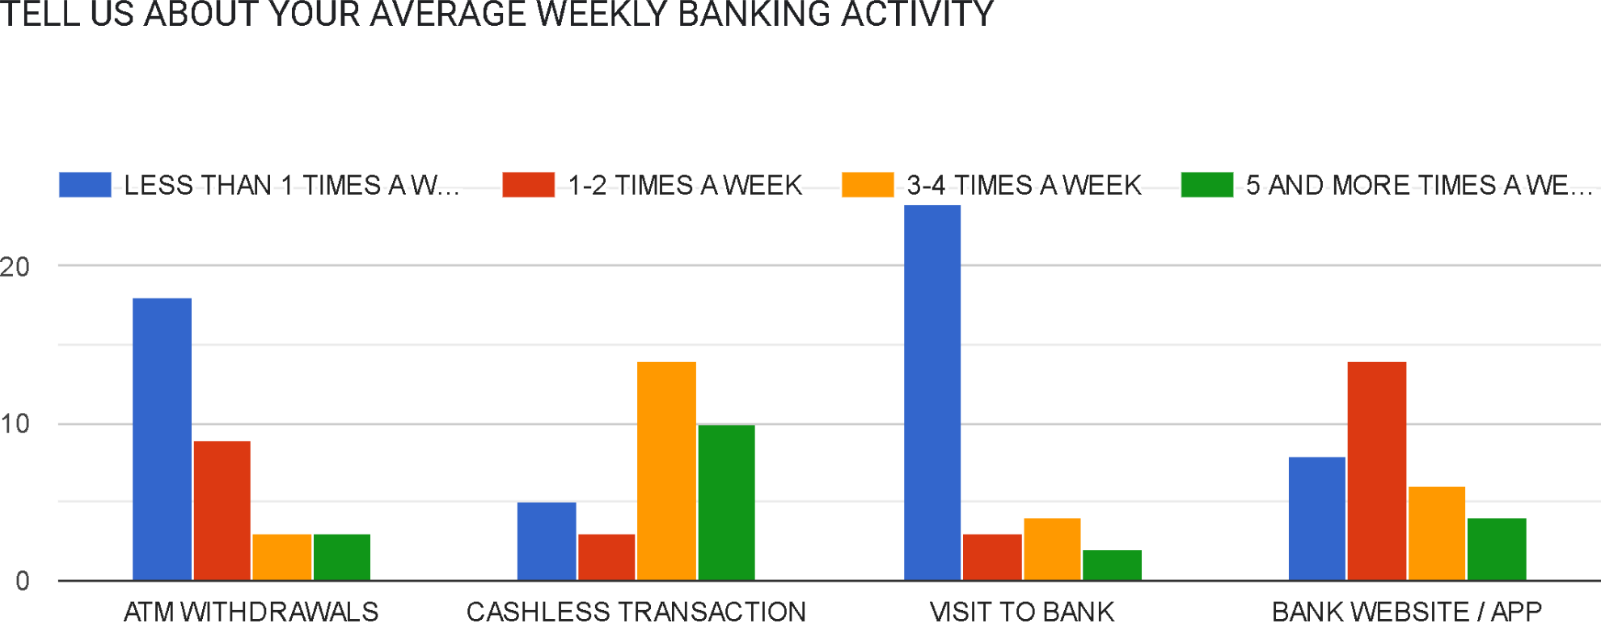 TELL US ABOUT YOUR AVERAGE WEEKLY BANKING ACTIVITY
LESS THAN 1 TIMES A W... 1-2 TIMES A WEEK 3-4 TIMES A WEEK 5 AND MORE TIMES A WE...
20
10
0
ATM WITHDRAWALS CASHLESS TRANSACTION VISIT TO BANK BANK WEBSITE / APP